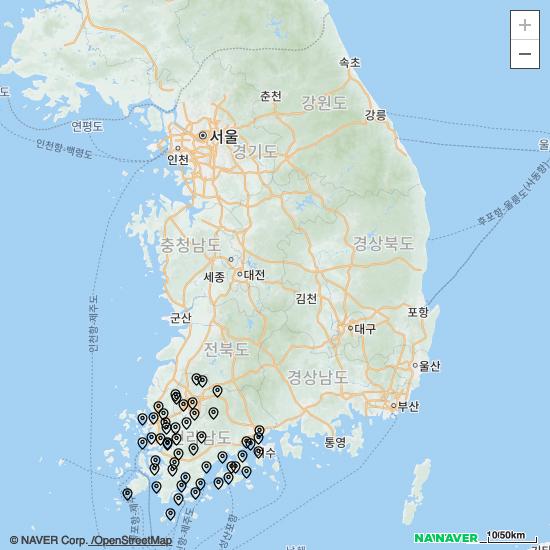 +
−
속초
춘천
강원도
강릉
도
연평도
서울
울
인천항-백령도
인천
경기도
후포항-울릉도(사동항)
충청남도
경상북도
세종
대전
인천항-제주도
김천
군산
포항
대구
전북도
울산
경상남도
부산
통영
10/50km
NAVER
© NAVER Corp. /OpenStreetMap